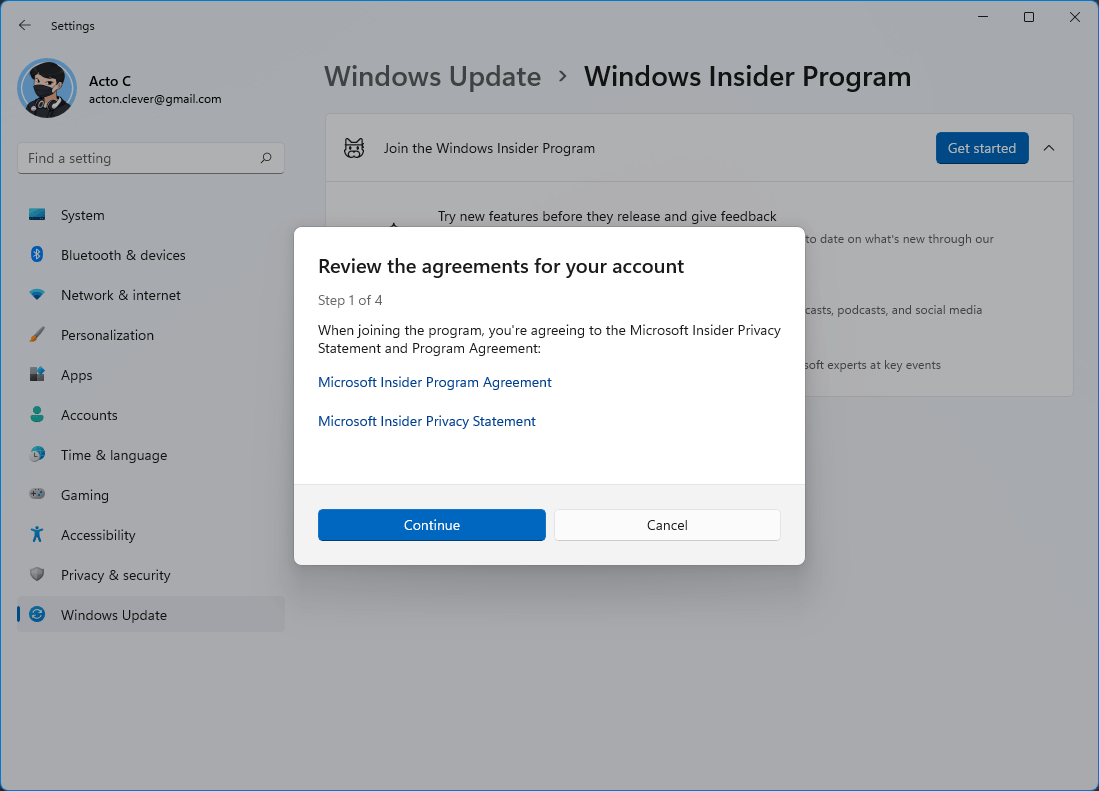 Settings
Acto C
acton.clever@gmail.com
Find a setting
System
Bluetooth & devices
Network & internet
Personalization
Apps
Accounts
Time & language
Gaming
Accessibility
Privacy & security
Windows Update
Windows Update > Windows Insider Program
Join the Windows Insider Program
Get started
Try new features before they release and give feedback
to date on what's new through our
casts, podcasts, and social media
soft experts at key events
Review the agreements for your account
Step 1 of 4
When joining the program, you're agreeing to the Microsoft Insider Privacy
Statement and Program Agreement:
Microsoft Insider Program Agreement
Microsoft Insider Privacy Statement
Continue
Cancel